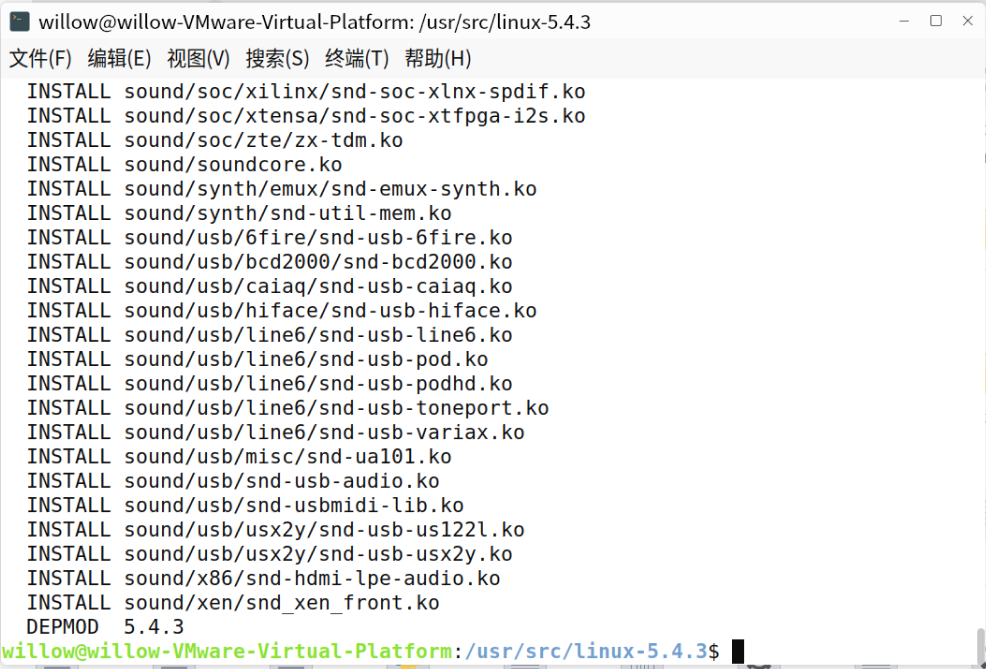 willow@willow-VMware-Virtual-Platform: /usr/src/linux-5.4.3
文件(F) 编辑(E) 视图(V) 搜索(S) 终端(T) 帮助(H)
INSTALL sound/soc/xilinx/snd-soc-xlnx-spdif.ko
INSTALL sound/soc/xtensa/snd-soc-xtfpga-i2s.ko
INSTALL sound/soc/zte/zx-tdm.ko
INSTALL sound/soundcore.ko
INSTALL sound/synth/emux/snd-emux-synth.ko
INSTALL sound/synth/snd-util-mem.ko
INSTALL sound/usb/6fire/snd-usb-6fire.ko
INSTALL sound/usb/bcd2000/snd-bcd2000.ko
INSTALL sound/usb/caiaq/snd-usb-caiaq.ko
INSTALL sound/usb/hiface/snd-usb-hiface.ko
INSTALL sound/usb/line6/snd-usb-line6.ko
INSTALL sound/usb/line6/snd-usb-pod.ko
INSTALL sound/usb/line6/snd-usb-podhd.ko
INSTALL sound/usb/line6/snd-usb-toneport.ko
INSTALL sound/usb/line6/snd-usb-variax.ko
INSTALL sound/usb/misc/snd-ua101.ko
INSTALL sound/usb/snd-usb-audio.ko
INSTALL sound/usb/snd-usbmidi-lib.ko
INSTALL sound/usb/usx2y/snd-usb-us122l.ko
INSTALL sound/usb/usx2y/snd-usb-usx2y.ko
INSTALL sound/x86/snd-hdmi-lpe-audio.ko
INSTALL sound/xen/snd_xen_front.ko
DEPMOD 5.4.3
willow@willow-VMware-Virtual-Platform:/usr/src/linux-5.4.3$